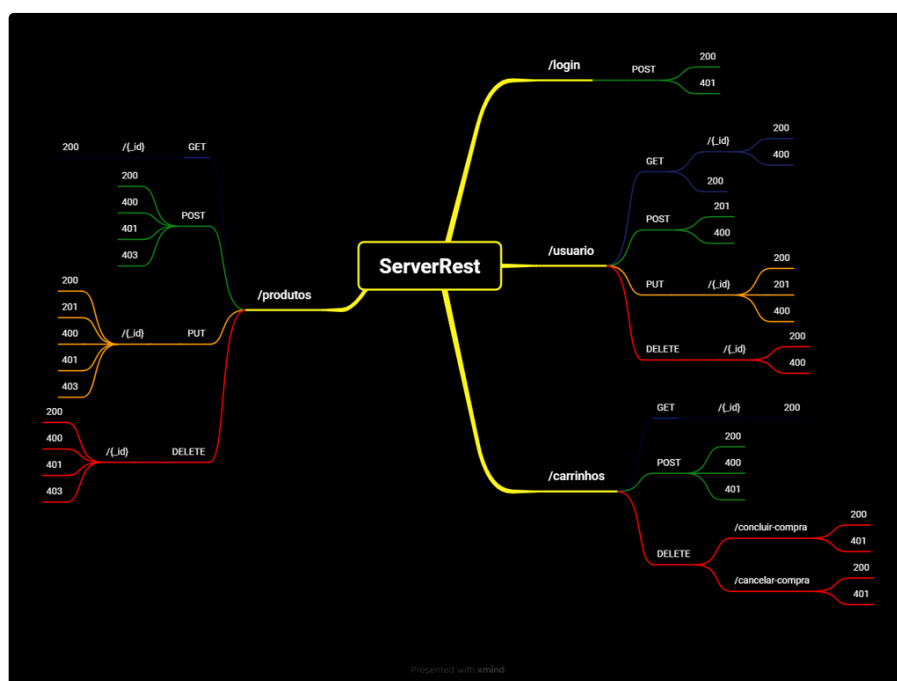 ServerRest
/login
POST
200
401
/usuario
GET
/{_id}
200
400
200
POST
201
400
PUT
/{_id}
200
201
400
DELETE
/{_id}
200
400
/carrinhos
GET
/{_id}
200
POST
200
400
401
DELETE
/concluir-compra
200
401
/cancelar-compra
200
401
/produtos
GET
/{_id}
200
POST
200
400
401
403
PUT
/{_id}
200
201
400
401
403
DELETE
/{_id}
200
400
401
403
Presented with xmind